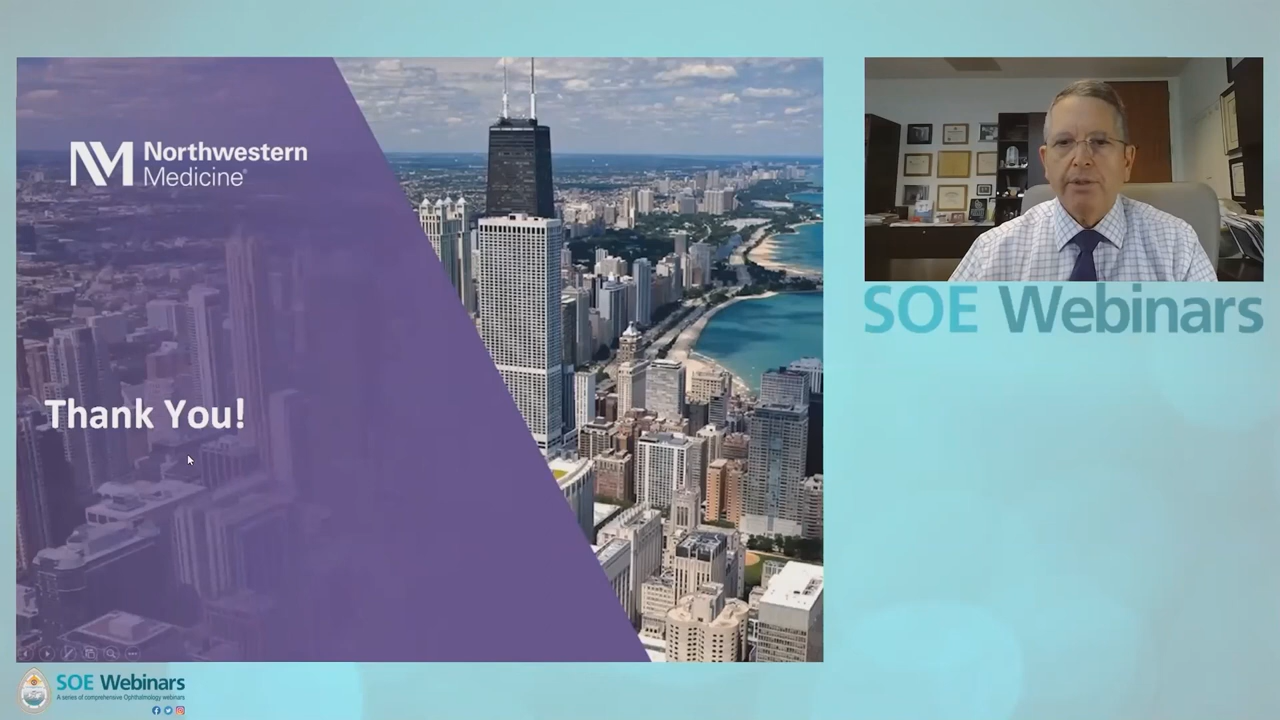 Northwestern
Medicine
Thank You!
SOE Webinars
SOE Webinars
A series of comprehensive Ophthalmology webinars